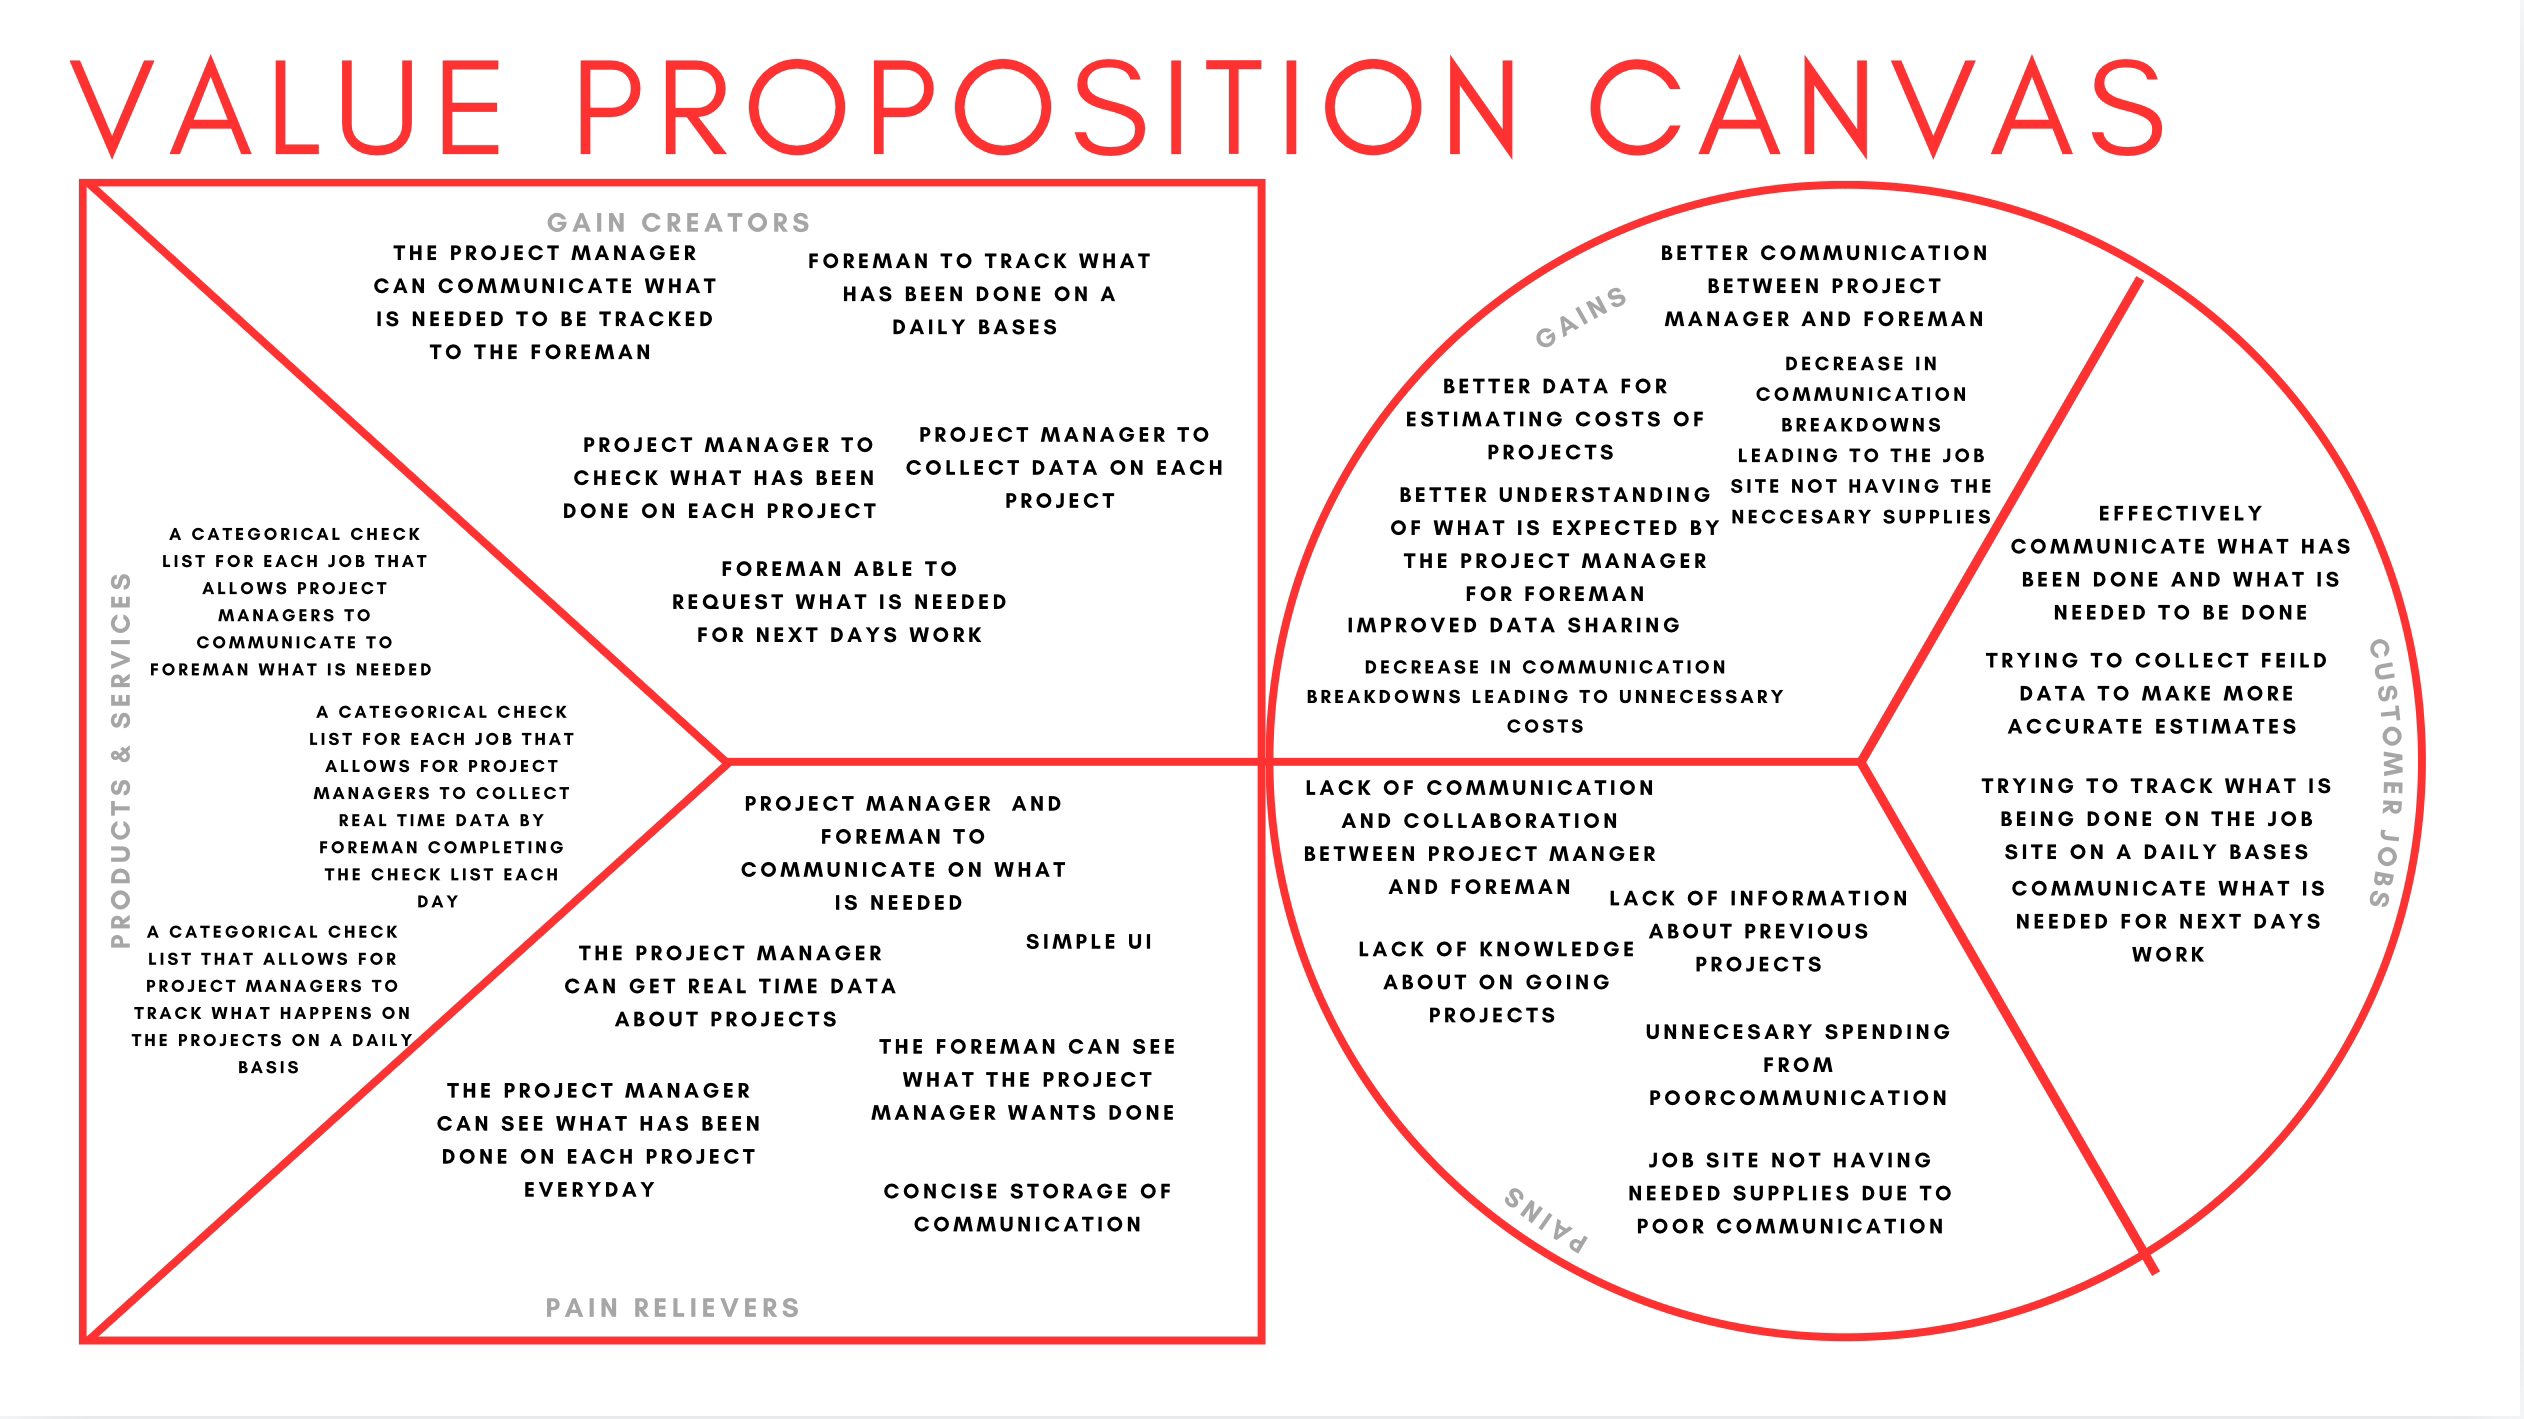 VALUE PROPOSITION CANVAS
GAIN CREATORS
THE PROJECT MANAGER
CAN COMMUNICATE WHAT
IS NEEDED TO BE TRACKED
TO THE FOREMAN
FOREMAN TO TRACK WHAT
HAS BEEN DONE ON A
DAILY BASES
PROJECT MANAGER TO
CHECK WHAT HAS BEEN
DONE ON EACH PROJECT
PROJECT MANAGER TO
COLLECT DATA ON EACH
PROJECT
FOREMAN ABLE TO
REQUEST WHAT IS NEEDED
FOR NEXT DAYS WORK
PRODUCTS & SERVICES
A CATEGORICAL CHECK
LIST FOR EACH JOB THAT
ALLOWS PROJECT
MANAGERS TO
COMMUNICATE TO
FOREMAN WHAT IS NEEDED
A CATEGORICAL CHECK
LIST FOR EACH JOB THAT
ALLOWS FOR PROJECT
MANAGERS TO COLLECT
REAL TIME DATA BY
FOREMAN COMPLETING
THE CHECK LIST EACH
DAY
A CATEGORICAL CHECK
LIST THAT ALLOWS FOR
PROJECT MANAGERS TO
TRACK WHAT HAPPENS ON
THE PROJECTS ON A DAILY
BASIS
PROJECT MANAGER AND
FOREMAN TO
COMMUNICATE ON WHAT
IS NEEDED
SIMPLE UI
THE PROJECT MANAGER
CAN GET REAL TIME DATA
ABOUT PROJECTS
THE FOREMAN CAN SEE
WHAT THE PROJECT
MANAGER WANTS DONE
THE PROJECT MANAGER
CAN SEE WHAT HAS BEEN
DONE ON EACH PROJECT
EVERYDAY
CONCISE STORAGE OF
COMMUNICATION
PAIN RELIEVERS
GAINS
BETTER COMMUNICATION
BETWEEN PROJECT
MANAGER AND FOREMAN
BETTER DATA FOR
ESTIMATING COSTS OF
PROJECTS
DECREASE IN
COMMUNICATION
BREAKDOWNS
LEADING TO THE JOB
SITE NOT HAVING THE
NECCESARY SUPPLIES
BETTER UNDERSTANDING
OF WHAT IS EXPECTED BY
THE PROJECT MANAGER
FOR FOREMAN
IMPROVED DATA SHARING
DECREASE IN COMMUNICATION
BREAKDOWNS LEADING TO UNNECESSARY
COSTS
CUSTOMER JOBS
EFFECTIVELY
COMMUNICATE WHAT HAS
BEEN DONE AND WHAT IS
NEEDED TO BE DONE
TRYING TO COLLECT FEILD
DATA TO MAKE MORE
ACCURATE ESTIMATES
TRYING TO TRACK WHAT IS
BEING DONE ON THE JOB
SITE ON A DAILY BASES
COMMUNICATE WHAT IS
NEEDED FOR NEXT DAYS
WORK
LACK OF COMMUNICATION
AND COLLABORATION
BETWEEN PROJECT MANGER
AND FOREMAN
LACK OF INFORMATION
ABOUT PREVIOUS
PROJECTS
LACK OF KNOWLEDGE
ABOUT ON GOING
PROJECTS
UNNECESARY SPENDING
FROM
POORCOMMUNICATION
JOB SITE NOT HAVING
NEEDED SUPPLIES DUE TO
POOR COMMUNICATION
PAINS